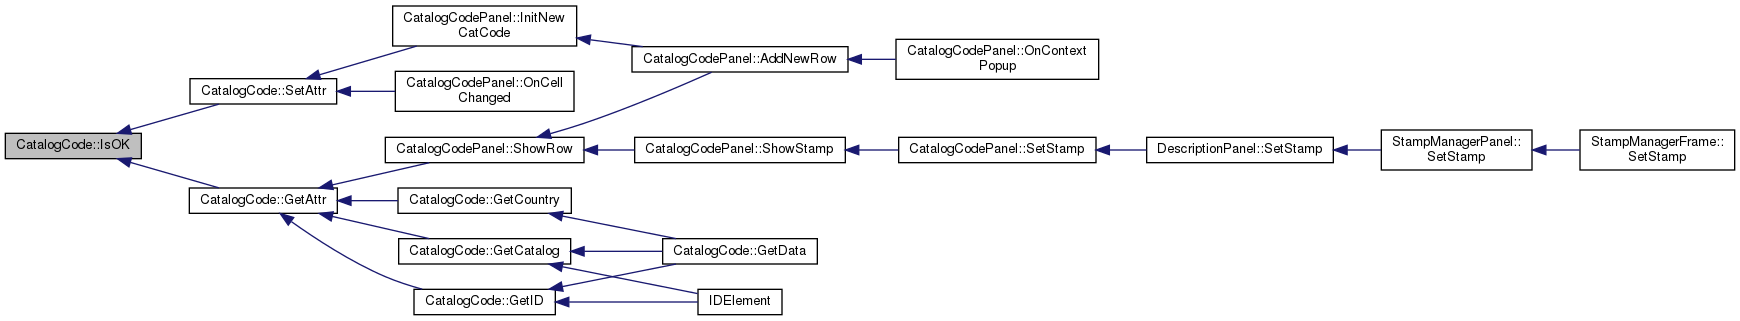 CatalogCodePanel::InitNew
CatCode
CatalogCodePanel::AddNewRow
CatalogCodePanel::OnContext
Popup
CatalogCode::SetAttr
CatalogCodePanel::OnCell
Changed
CatalogCode::IsOK
CatalogCodePanel::ShowRow
CatalogCodePanel::ShowStamp
CatalogCodePanel::SetStamp
DescriptionPanel::SetStamp
StampManagerPanel::
SetStamp
StampManagerFrame::
SetStamp
CatalogCode::GetAttr
CatalogCode::GetCountry
CatalogCode::GetCatalog
CatalogCode::GetData
CatalogCode::GetID
IDElement